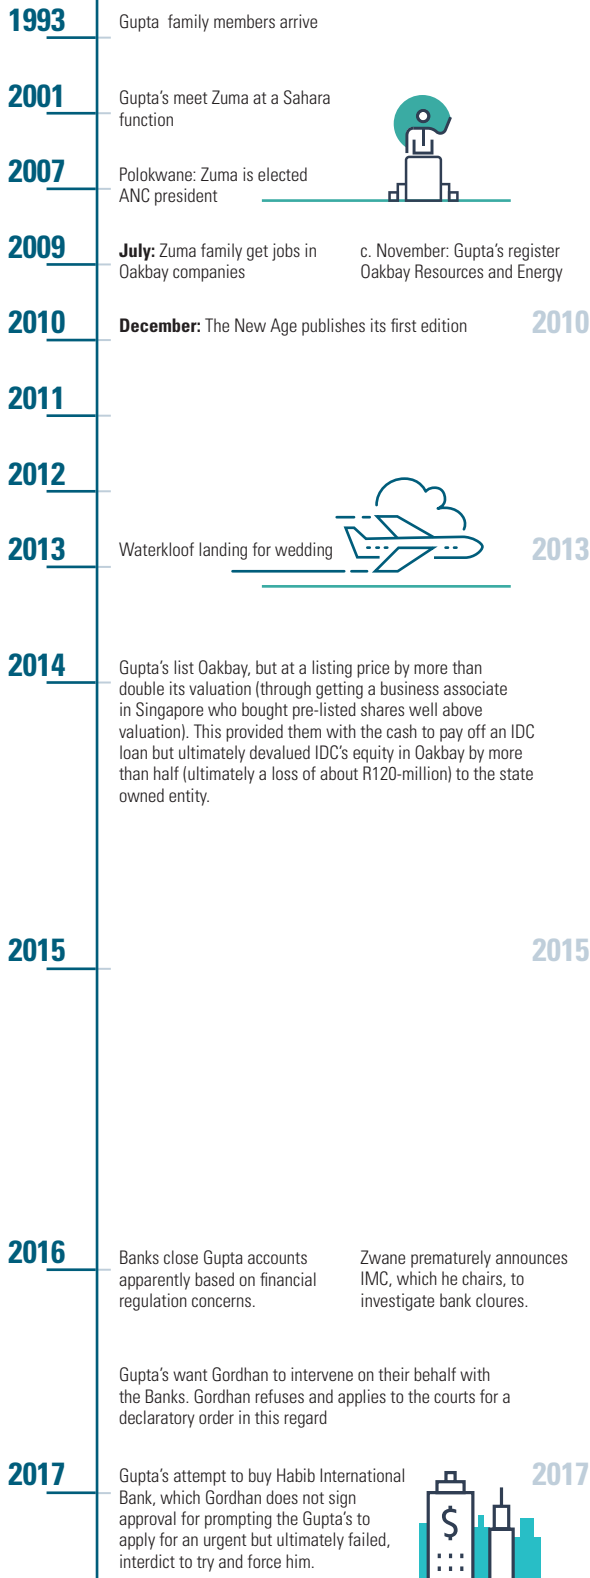 1993
Gupta family members arrive
2001
Gupta's meet Zuma at a Sahara
function
2007
Polokwane: Zuma is elected
ANC president
2009
July: Zuma family get jobs in
Oakbay companies
c. November: Gupta's register
Oakbay Resources and Energy
2010
December: The New Age publishes its first edition
2010
2011
2012
2013
Waterkloof landing for wedding
2013
2014
Gupta's list Oakbay, but at a listing price by more than
double its valuation (through getting a business associate
in Singapore who bought pre-listed shares well above
valuation). This provided them with the cash to pay off an IDC
loan but ultimately devalued IDC's equity in Oakbay by more
than half (ultimately a loss of about R120-million) to the state
owned entity.
2015
2015
2016
Banks close Gupta accounts
apparently based on financial
regulation concerns.
Zwane prematurely announces
IMC, which he chairs, to
investigate bank cloures.
Gupta's want Gordhan to intervene on their behalf with
the Banks. Gordhan refuses and applies to the courts for a
declaratory order in this regard
2017
Gupta's attempt to buy Habib International
Bank, which Gordhan does not sign
approval for prompting the Gupta's to
apply for an urgent but ultimately failed,
interdict to try and force him.
2017
$